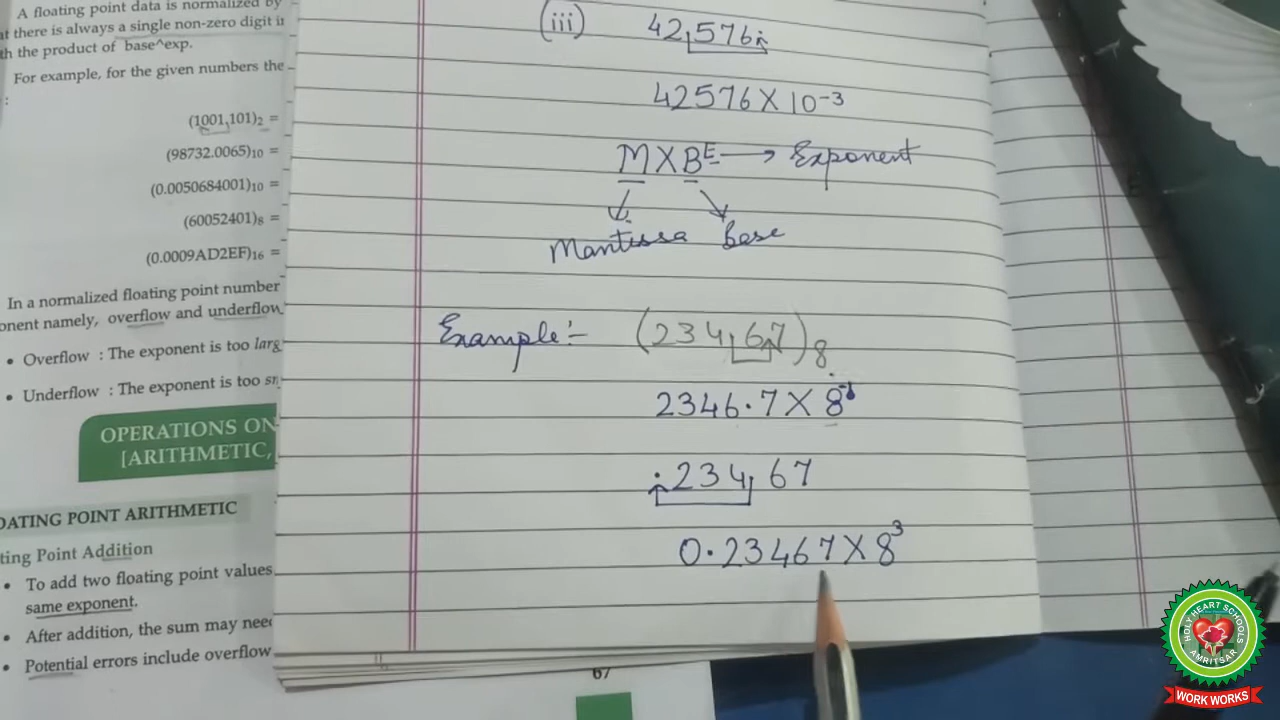 A floating point data is normalized by
at there is always a single non-zero digit in
th the product of base^exp.
For example, for the given numbers the
:
(1001.101)2 =
(98732.0065)10 =
(0.0050684001)10 =
(60052401)8 =
(0.0009AD2EF)16 =
In a normalized floating point number
onent namely, overflow and underflow
• Overflow : The exponent is too larg
• Underflow : The exponent is too sm
OPERATIONS ON
[ARITHMETIC,
OATING POINT ARITHMETIC
ting Point Addition
• To add two floating point values
same exponent.
• After addition, the sum may need
• Potential errors include overflow
67
(iii) 42.576.
42576 X 10⁻³
M X Bᴱ → Exponent
Mantissa Base
Example:- (234.67)8
2346.7 X 8⁻¹
.234.67
0.23467 X 8³
HOLY HEART SCHOOLS
AMRITSAR
WORK WORKS